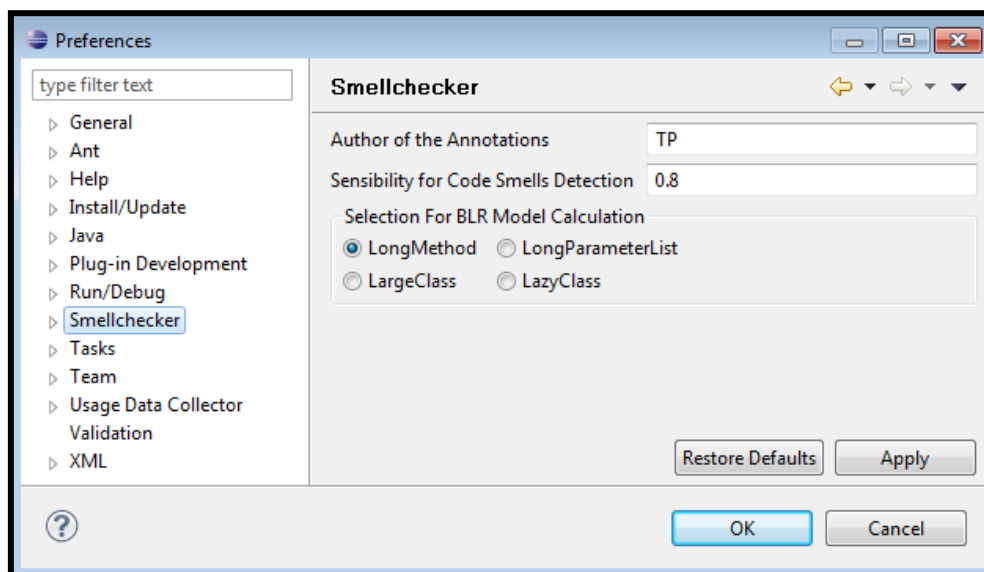 Preferences
type filter text
General
Ant
Help
Install/Update
Java
Plug-in Development
Run/Debug
Smellchecker
Tasks
Team
Usage Data Collector
Validation
XML
Smellchecker
Author of the Annotations TP
Sensibility for Code Smells Detection 0.8
Selection For BLR Model Calculation
LongMethod LongParameterList
LargeClass LazyClass
Restore Defaults Apply
? OK Cancel